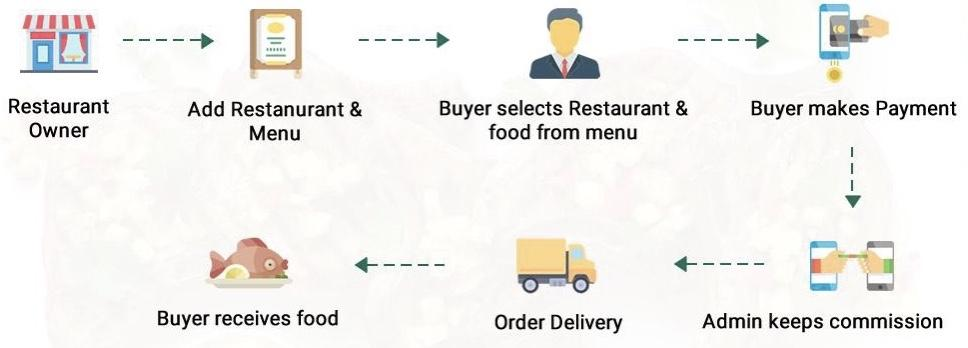 Restaurant
Owner
Add Restanurant &
Menu
Buyer selects Restaurant &
food from menu
Buyer makes Payment
Buyer receives food
Order Delivery
Admin keeps commission